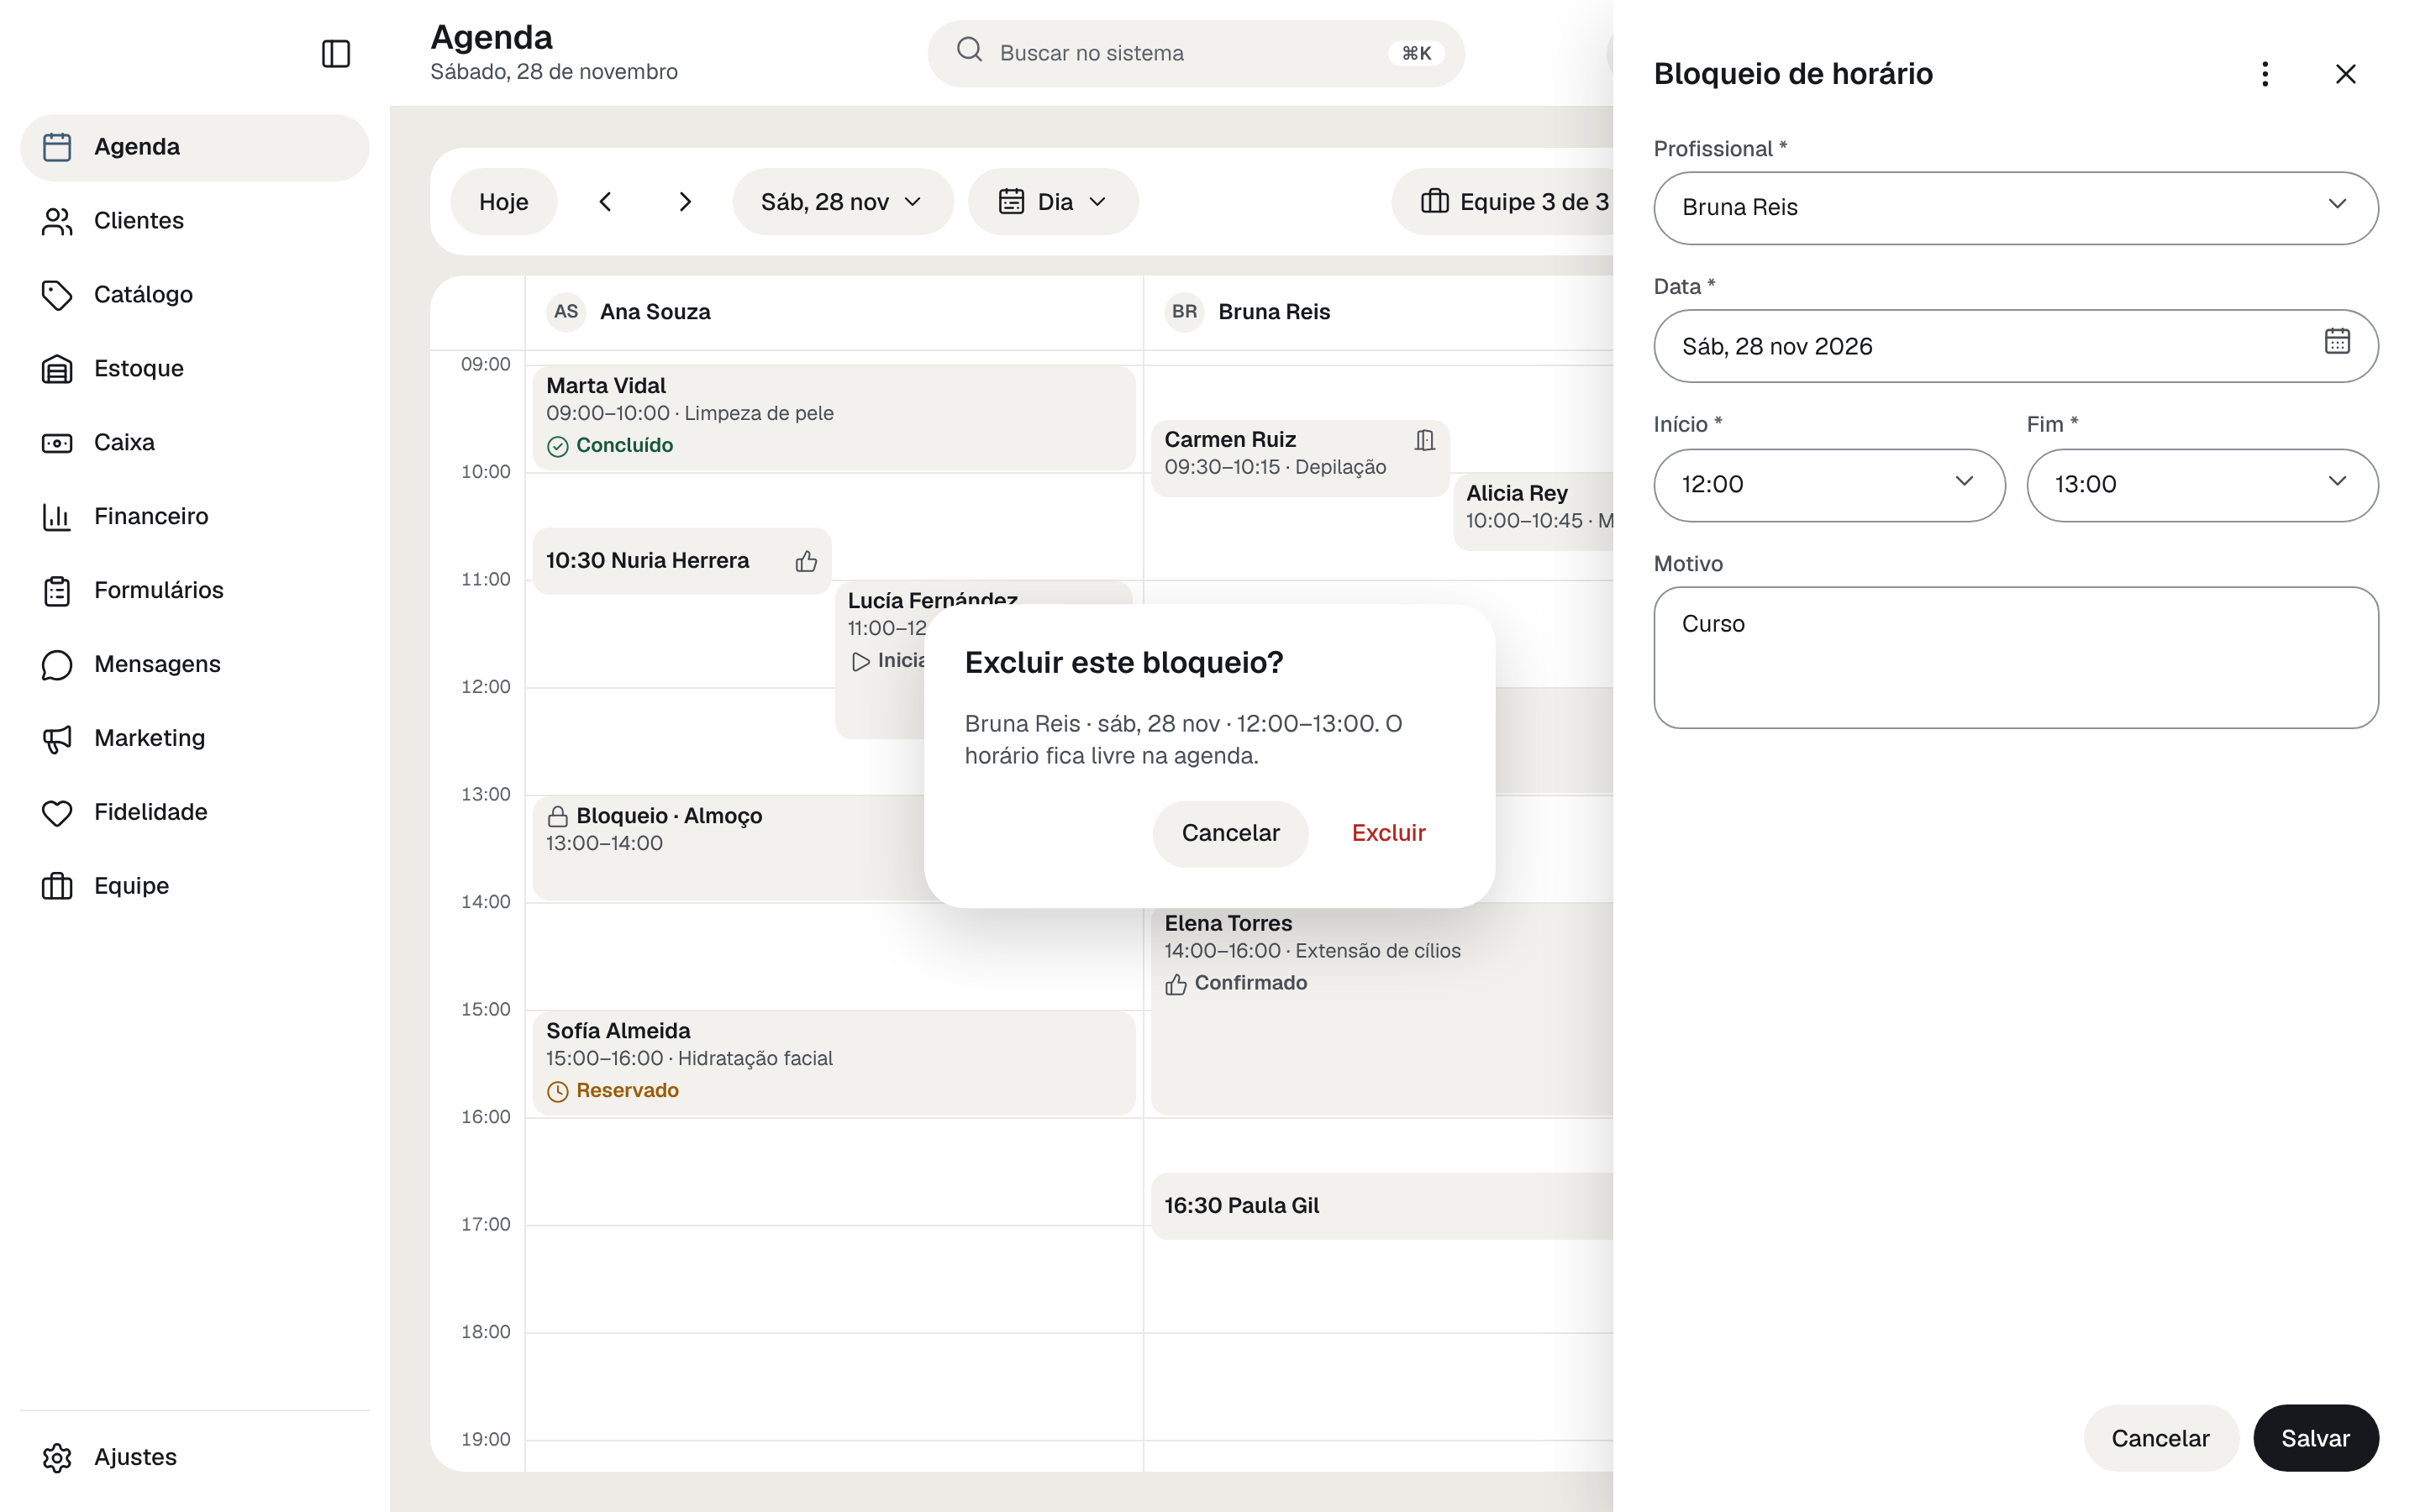 Agenda
Sábado, 28 de novembro
Buscar no sistema
⌘K
Agenda
Clientes
Catálogo
Estoque
Caixa
Financeiro
Formulários
Mensagens
Marketing
Fidelidade
Equipe
Ajustes
Hoje
Sáb, 28 nov
Dia
Equipe 3 de 3
AS
Ana Souza
BR
Bruna Reis
09:00
10:00
11:00
12:00
13:00
14:00
15:00
16:00
17:00
18:00
19:00
Marta Vidal
09:00–10:00 · Limpeza de pele
Concluído
10:30 Nuria Herrera
Lucía Fernández
11:00–12
Bloqueio · Almoço
13:00–14:00
Sofía Almeida
15:00–16:00 · Hidratação facial
Reservado
Carmen Ruiz
09:30–10:15 · Depilação
Alicia Rey
10:00–10:45 ·
Elena Torres
14:00–16:00 · Extensão de cílios
Confirmado
16:30 Paula Gil
Excluir este bloqueio?
Bruna Reis · sáb, 28 nov · 12:00–13:00. O
horário fica livre na agenda.
Cancelar
Excluir
Bloqueio de horário
Profissional *
Bruna Reis
Data *
Sáb, 28 nov 2026
Início *
Fim *
12:00
13:00
Motivo
Curso
Cancelar
Salvar